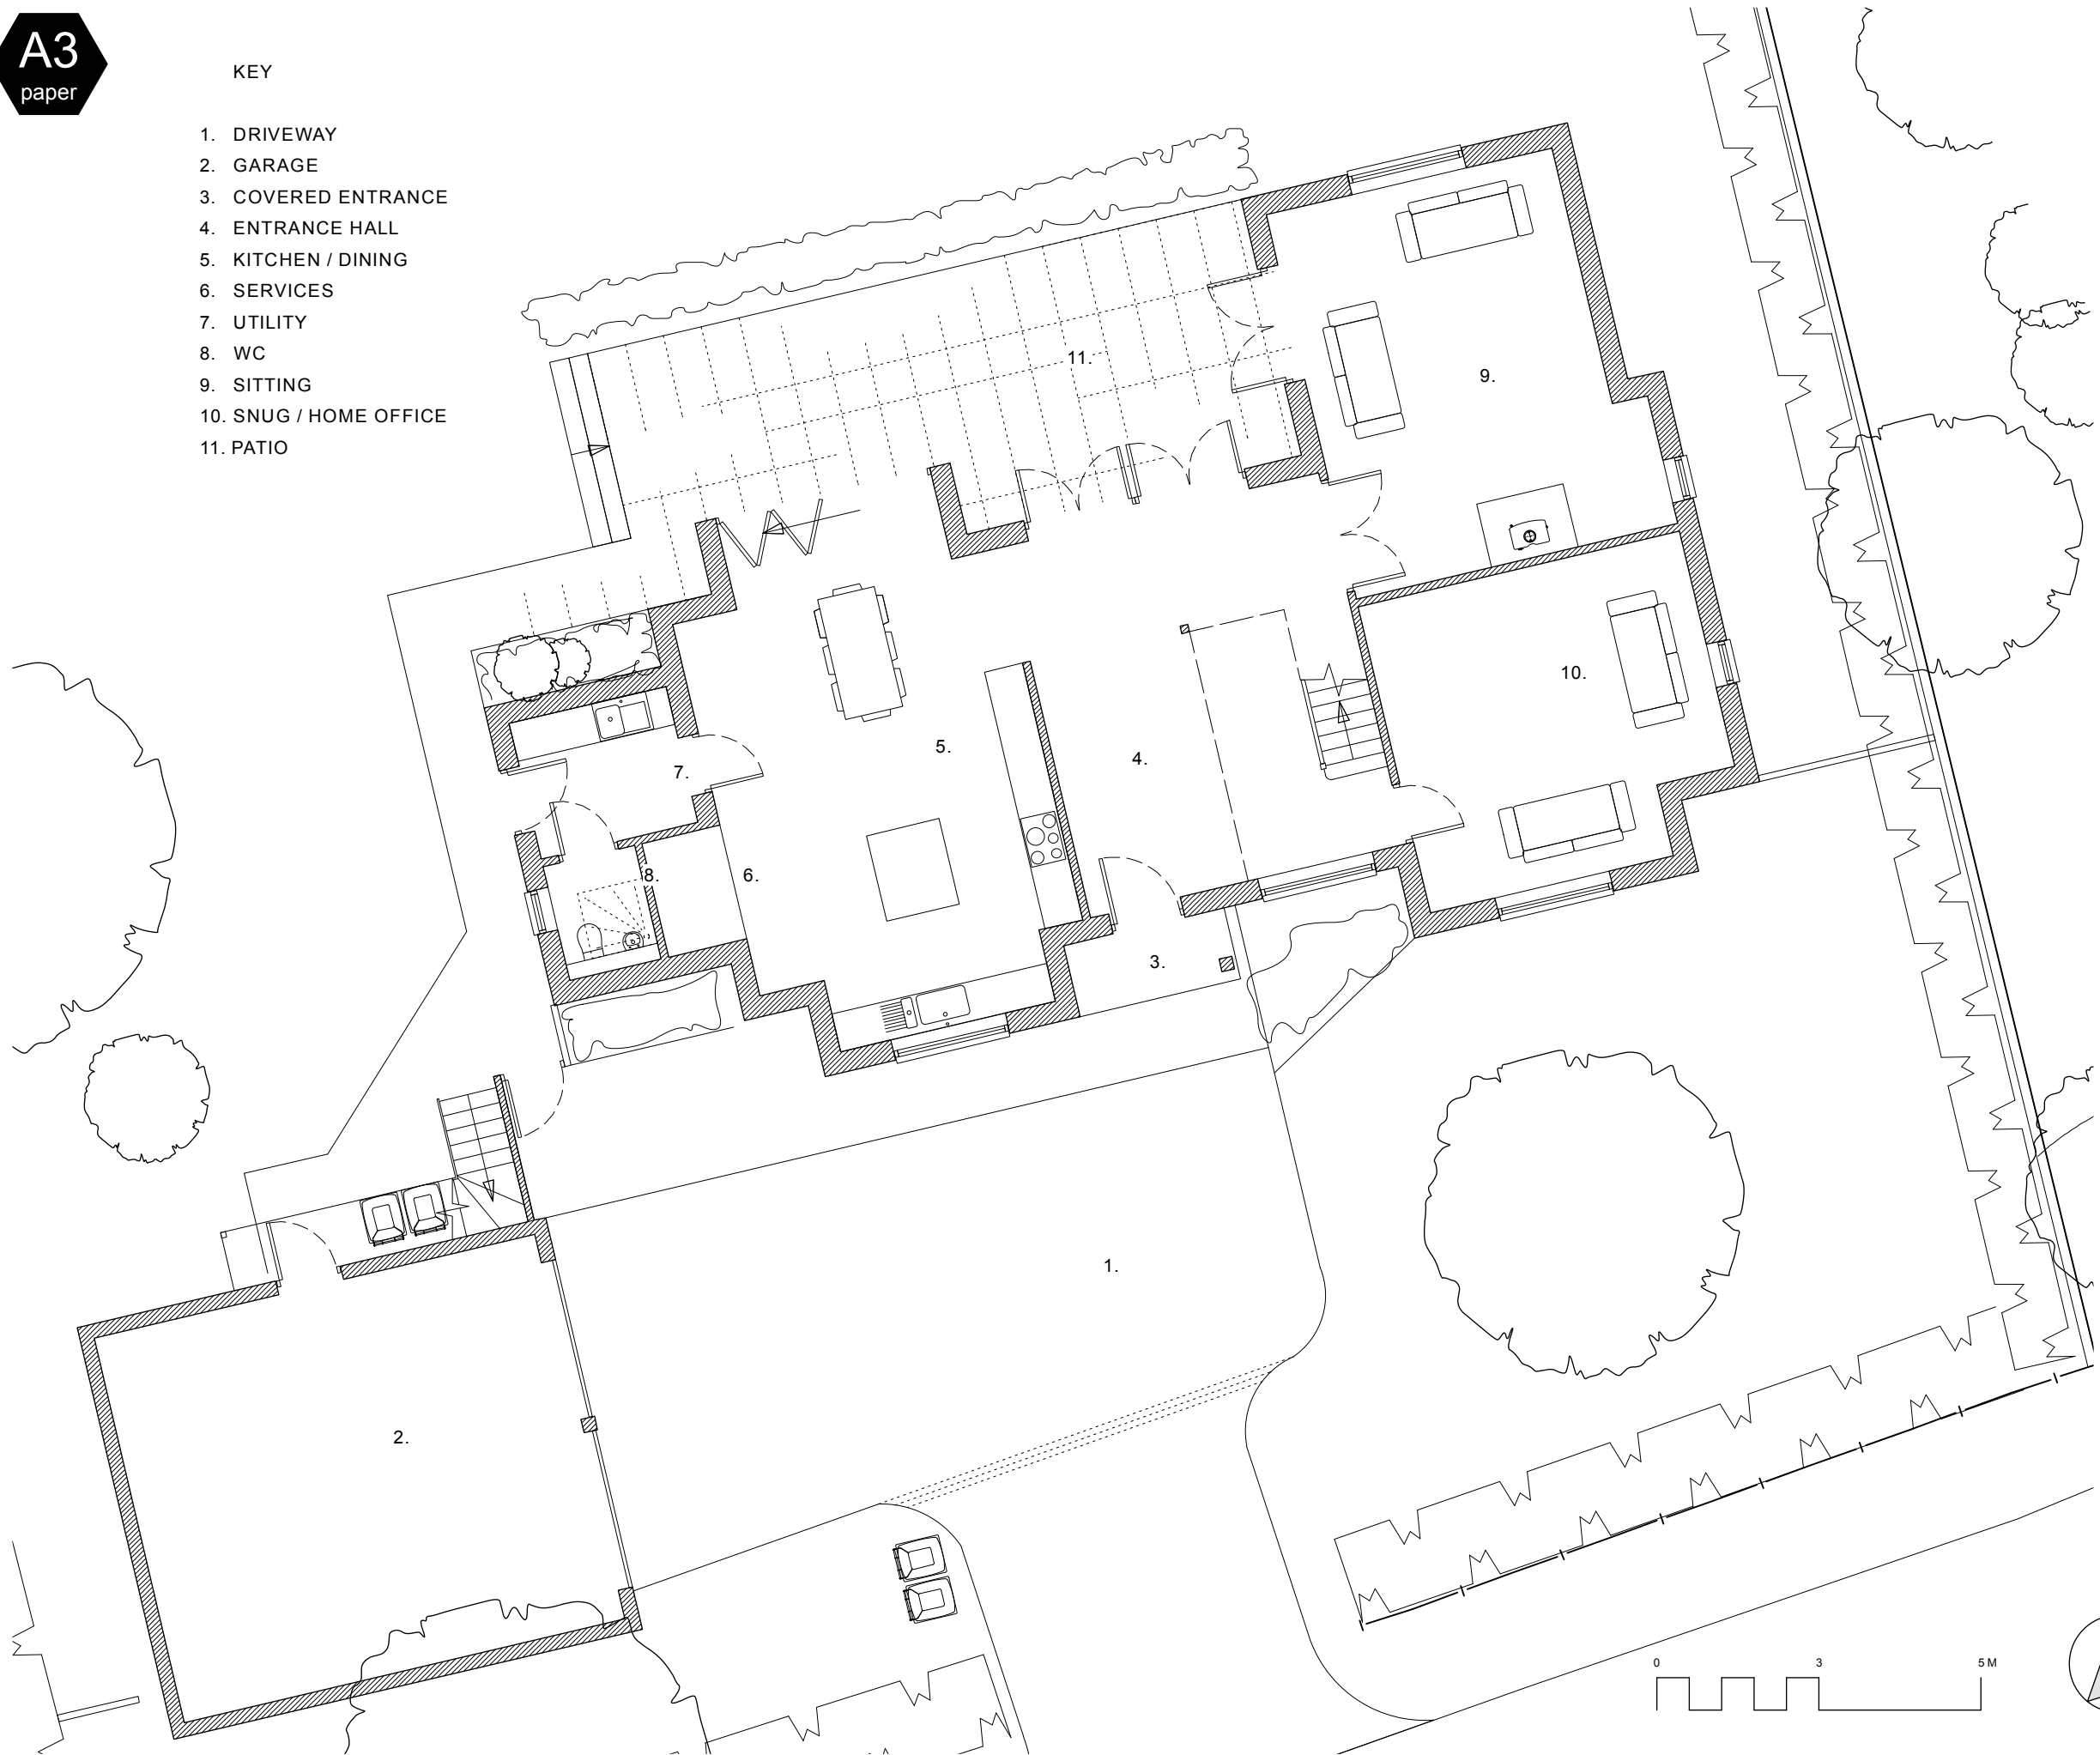 A3
paper
KEY
1. DRIVEWAY
2. GARAGE
3. COVERED ENTRANCE
4. ENTRANCE HALL
5. KITCHEN / DINING
6. SERVICES
7. UTILITY
8. WC
9. SITTING
10. SNUG / HOME OFFICE
11. PATIO
11.
9.
10.
5.
4.
7.
8.
6.
3.
1.
2.
0 3 5 M